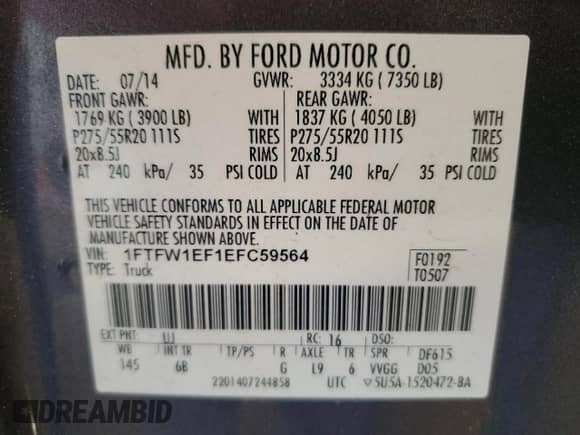 MFD. BY FORD MOTOR CO.
DATE: 07/14 GVWR: 3334 KG ( 7350 LB)
FRONT GAWR: REAR GAWR:
1769 KG ( 3900 LB) WITH 1837 KG ( 4050 LB) WITH
P275/55R20 111S TIRES P275/55R20 111S TIRES
20x8.5J RIMS 20x8.5J RIMS
AT 240 kPa/ 35 PSI COLD AT 240 kPa/ 35 PSI COLD
THIS VEHICLE CONFORMS TO ALL APPLICABLE FEDERAL MOTOR
VEHICLE SAFETY STANDARDS IN EFFECT ON THE DATE OF
MANUFACTURE SHOWN ABOVE.
VIN: 1FTFW1EF1EFC59564 F0192
TYPE: Truck T0507
EXT PNT: UJ RC: 16 DSO:
WB INT TR TP/PS R AXLE TR SPR DF615
145 6B G L9 6 VVGG D05
2201407244858 UTC ▽5U5A-1520472-BA
DREAMBID